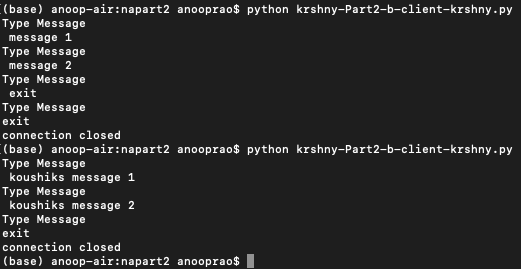 (base) anoop-air:napart2 anooprao$ python krshny-Part2-b-client-krshny.py
Type Message
 message 1
Type Message
 message 2
Type Message
 exit
Type Message
exit
connection closed
(base) anoop-air:napart2 anooprao$ python krshny-Part2-b-client-krshny.py
Type Message
 koushiks message 1
Type Message
 koushiks message 2
Type Message
exit
connection closed
(base) anoop-air:napart2 anooprao$